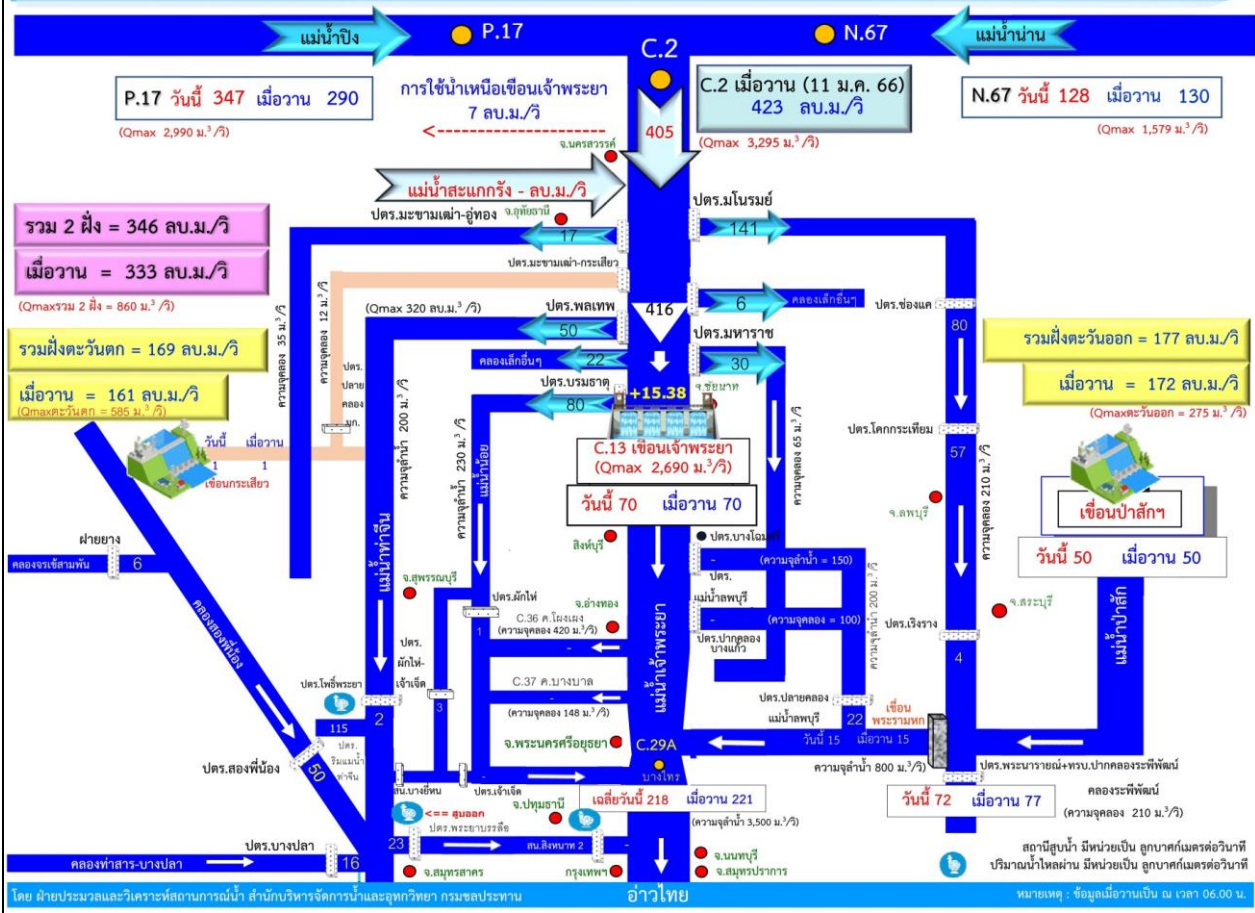 แม่น้ำปิง
P.17
C.2
N.67
แม่น้ำน่าน
P.17 วันนี้ 347 เมื่อวาน 290
(Qmax 2,990 ม.³/วิ)
การใช้น้ำเหนือเขื่อนเจ้าพระยา
7 ลบ.ม./วิ
<-----------------
จ.นครสวรรค์
405
C.2 เมื่อวาน (11 ม.ค. 66)
423 ลบ.ม./วิ
(Qmax 3,295 ม.³/วิ)
N.67 วันนี้ 128 เมื่อวาน 130
(Qmax 1,579 ม.³/วิ)
แม่น้ำสะแกกรัง - ลบ.ม./วิ
ปตร.มะขามเฒ่า-อู่ทอง
จ.อุทัยธานี
17
ปตร.มโนรมย์
141
รวม 2 ฝั่ง = 346 ลบ.ม./วิ
เมื่อวาน = 333 ลบ.ม./วิ
(Qmaxรวม 2 ฝั่ง = 860 ม.³/วิ)
ปตร.มะขามเฒ่า-กระเสียว
(Qmax 320 ลบ.ม.³/วิ)
ปตร.พลเทพ
50
416
6
คลองเล็กอื่นๆ
ปตร.ช่องแค
80
รวมฝั่งตะวันตก = 169 ลบ.ม./วิ
เมื่อวาน = 161 ลบ.ม./วิ
(Qmaxตะวันตก = 585 ม.³/วิ)
ความจุคลอง 35 ม.³/วิ
ความจุคลอง 12 ม.³/วิ
ปตร.
ปลาย
คลอง
มก.
คลองเล็กอื่นๆ
22
ปตร.มหาราช
30
จ.ชัยนาท
ปตร.บรมธาตุ
80
+15.38
รวมฝั่งตะวันออก = 177 ลบ.ม./วิ
เมื่อวาน = 172 ลบ.ม./วิ
(Qmaxตะวันออก = 275 ม.³/วิ)
วันนี้ เมื่อวาน
1 1
เขื่อนกระเสียว
ความจุลำน้ำ 200 ม.³/วิ
ความจุลำน้ำ 230 ม.³/วิ
แม่น้ำน้อย
C.13 เขื่อนเจ้าพระยา
(Qmax 2,690 ม.³/วิ)
วันนี้ 70 เมื่อวาน 70
ความจุคลอง 65 ม.³/วิ
ปตร.โคกกระเทียม
57
ความจุคลอง 210 ม.³/วิ
จ.ลพบุรี
เขื่อนป่าสักฯ
วันนี้ 50 เมื่อวาน 50
ฝายยาง
คลองจรเข้สามพัน
6
แม่น้ำท่าจีน
สิงห์บุรี
ปตร.บางโฉมศรี
-
(ความจุลำน้ำ = 150)
ปตร.
แม่น้ำลพบุรี
-
(ความจุคลอง = 100)
ปตร.ปากคลอง
บางแก้ว
ความจุลำน้ำ 200 ม.³/วิ
จ.สุพรรณบุรี
ปตร.ผักไห่
1
จ.อ่างทอง
C.36 ค.โผงเผง
(ความจุคลอง 420 ม.³/วิ)
-
จ.สระบุรี
ปตร.เริงราง
4
แม่น้ำป่าสัก
คลองสองพี่น้อง
ปตร.
ผักไห่-
เจ้าเจ็ด
3
C.37 ค.บางบาล
-
(ความจุคลอง 148 ม.³/วิ)
แม่น้ำเจ้าพระยา
ปตร.โพธิ์พระยา
2
115
ปตร.
ริมแม่น้ำ
ท่าจีน
ปตร.ปลายคลอง
แม่น้ำลพบุรี
22
เขื่อน
พระรามหก
จ.พระนครศรีอยุธยา
C.29A
บางไทร
วันนี้ 15 เมื่อวาน 15
ความจุลำน้ำ 800 ม.³/วิ)
ปตร.สองพี่น้อง
50
สน.บางยี่หน
-
ปตร.เจ้าเจ็ด
ปตร.พระนารายณ์+ทรบ.ปากคลองระพีพัฒน์
วันนี้ 72 เมื่อวาน 77
คลองระพีพัฒน์
(ความจุคลอง 210 ม.³/วิ)
เฉลี่ยวันนี้ 218 เมื่อวาน 221
(ความจุลำน้ำ 3,500 ม.³/วิ)
จ.ปทุมธานี
<== สูบออก
ปตร.พระยาบรรลือ
23
สน.สิงหนาท 2
-
ปตร.บางปลา
คลองท่าสาร-บางปลา
16
จ.สมุทรสาคร
กรุงเทพฯ
จ.นนทบุรี
จ.สมุทรปราการ
สถานีสูบน้ำ มีหน่วยเป็น ลูกบาศก์เมตรต่อวินาที
ปริมาณน้ำไหลผ่าน มีหน่วยเป็น ลูกบาศก์เมตรต่อวินาที
โดย ฝ่ายประมวลและวิเคราะห์สถานการณ์น้ำ สำนักบริหารจัดการน้ำและอุทกวิทยา กรมชลประทาน
อ่าวไทย
หมายเหตุ : ข้อมูลเมื่อวานเป็น ณ เวลา 06.00 น.